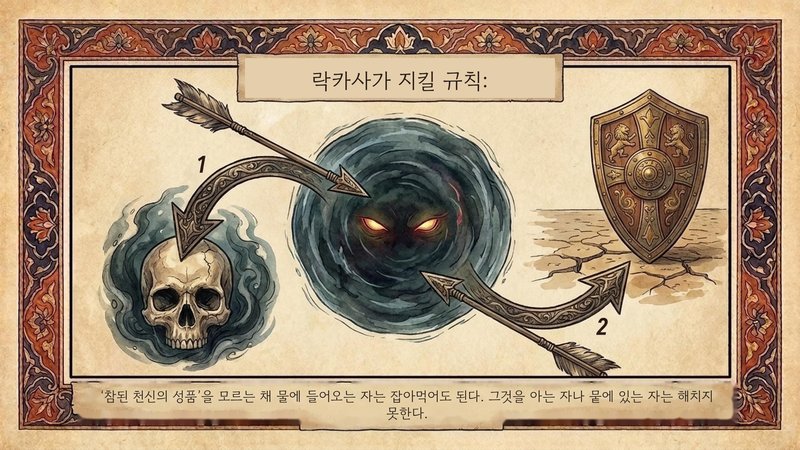 락카사가 지킬 규칙:
1
2
'참된 천신의 성품'을 모르는 채 물에 들어오는 자는 잡아먹어도 된다. 그것을 아는 자나 뭍에 있는 자는 해치지
못한다.